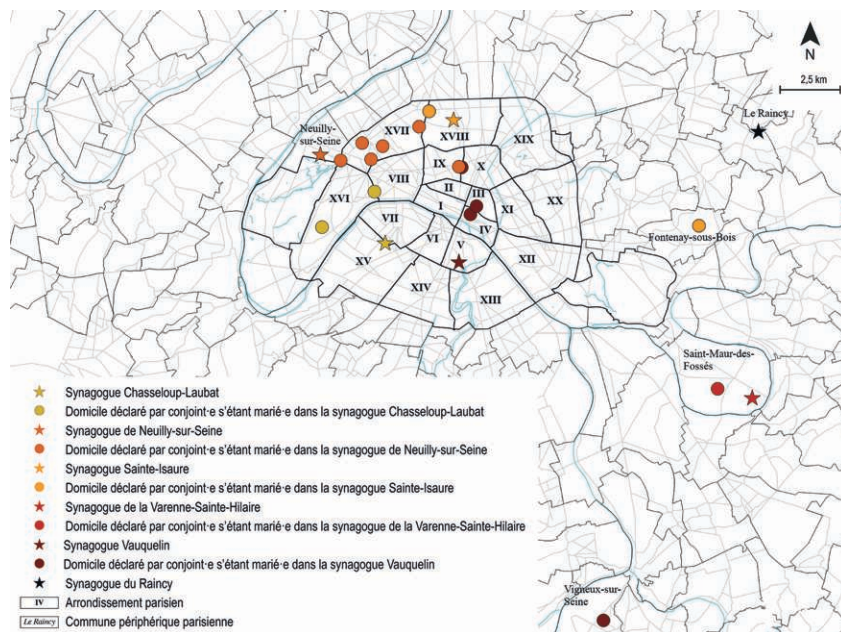 N
2,5 km
Le Raincy
Neuilly-
sur-Seine
XVII
XVIII
XIX
IX
X
VIII
II
III
XVI
I
XI
XX
VII
IV
VI
V
XV
XII
XIV
XIII
Fontenay-sous-Bois
Saint-Maur-des-
Fossés
Vigneux-sur-
Seine
Synagogue Chasseloup-Laubat
Domicile déclaré par conjoint·e s'étant marié·e dans la synagogue Chasseloup-Laubat
Synagogue de Neuilly-sur-Seine
Domicile déclaré par conjoint·e s'étant marié·e dans la synagogue de Neuilly-sur-Seine
Synagogue Sainte-Isaure
Domicile déclaré par conjoint·e s'étant marié·e dans la synagogue Sainte-Isaure
Synagogue de la Varenne-Sainte-Hilaire
Domicile déclaré par conjoint·e s'étant marié·e dans la synagogue de la Varenne-Sainte-Hilaire
Synagogue Vauquelin
Domicile déclaré par conjoint·e s'étant marié·e dans la synagogue Vauquelin
Synagogue du Raincy
IV Arrondissement parisien
Le Raincy Commune périphérique parisienne